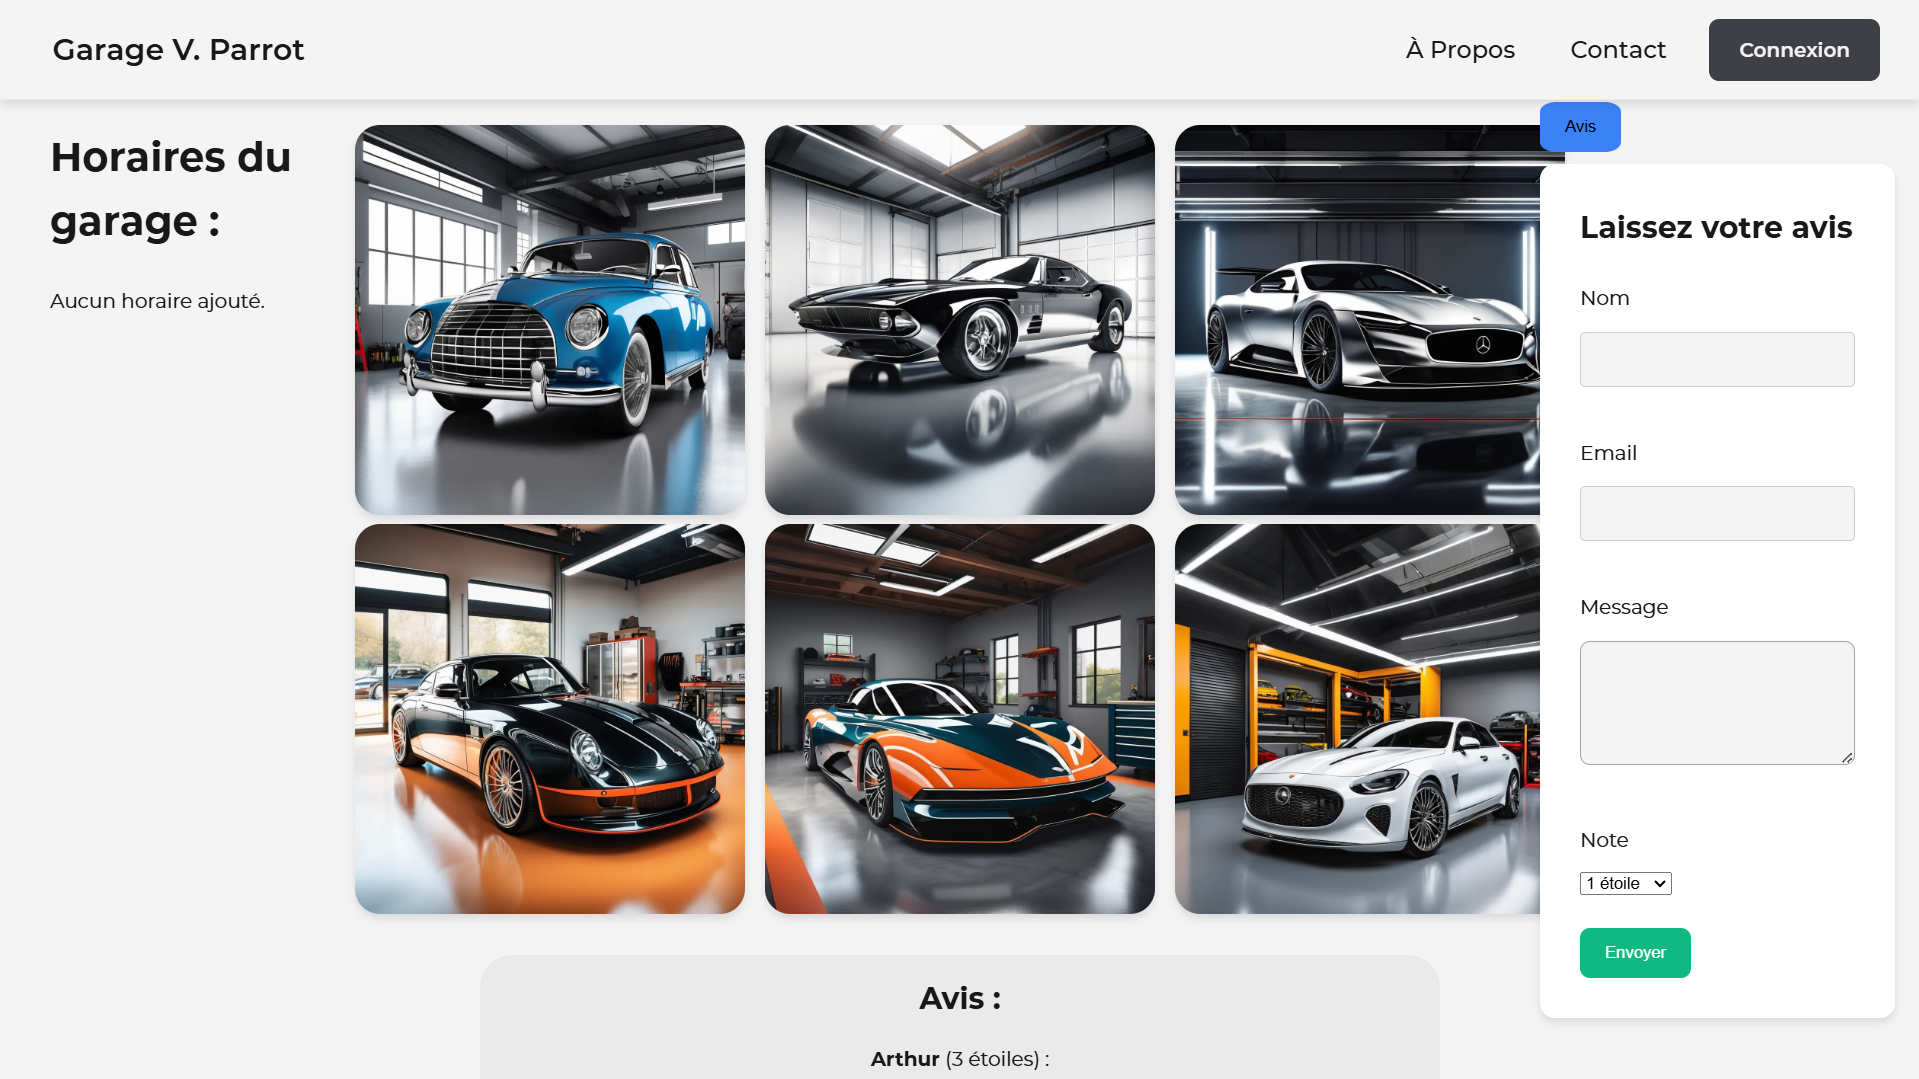 Garage V. Parrot
À Propos
Contact
Connexion
Horaires du
garage :
Aucun horaire ajouté.
Avis
Laissez votre avis
Nom
Email
Message
Note
1 étoile
Envoyer
Avis :
Arthur (3 étoiles) :